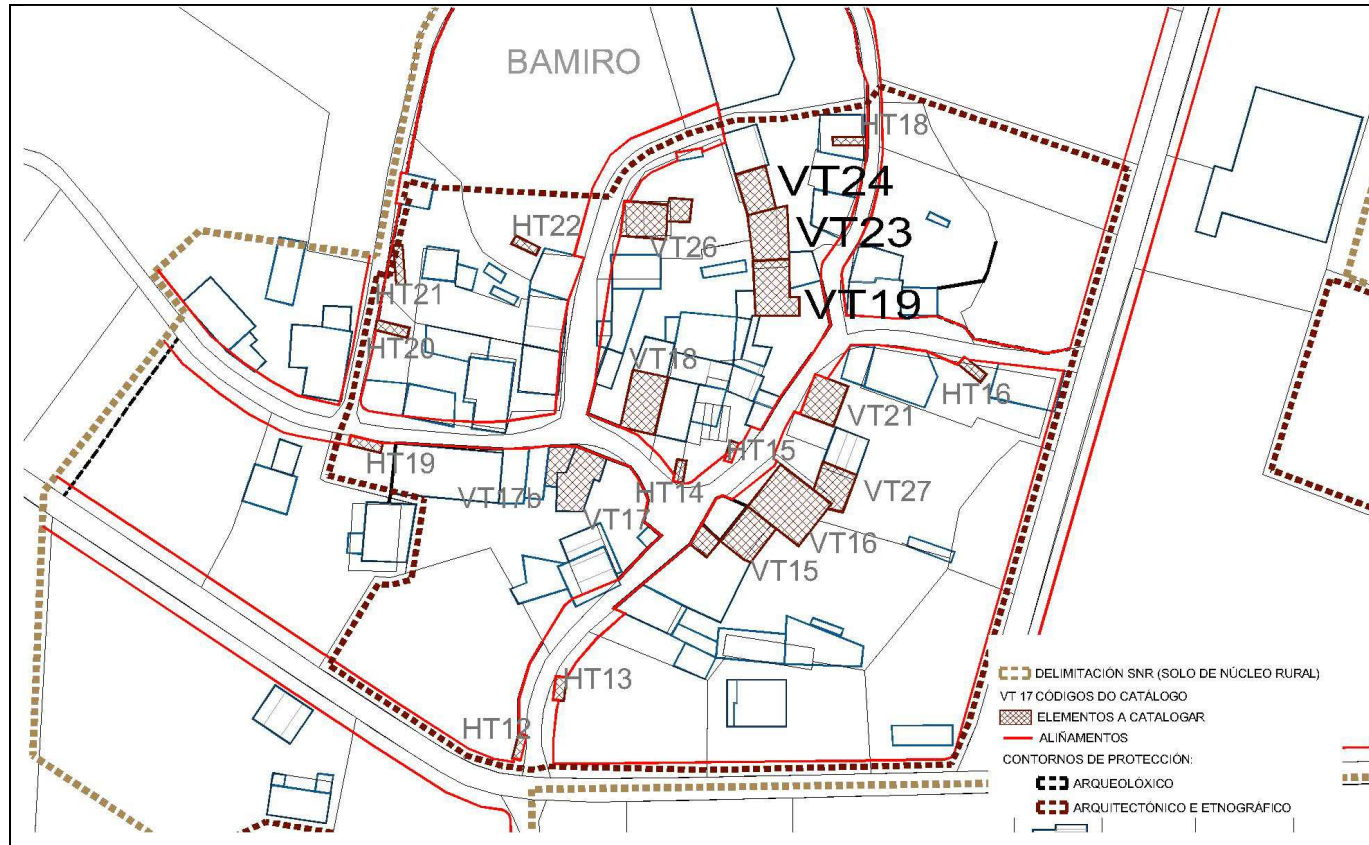 BAMIRO
HT18
VT24
HT22
VT23
VT26
HT21
VT19
HT20
VT18
HT16
VT21
HT15
HT19
HT14
VT17b
VT27
VT17
VT16
VT15
HT13
HT12
DELIMITACIÓN SNR (SOLO DE NÚCLEO RURAL)
VT 17 CÓDIGOS DO CATÁLOGO
ELEMENTOS A CATALOGAR
ALIÑAMENTOS
CONTORNOS DE PROTECCIÓN:
ARQUEOLÓXICO
ARQUITECTÓNICO E ETNOGRÁFICO